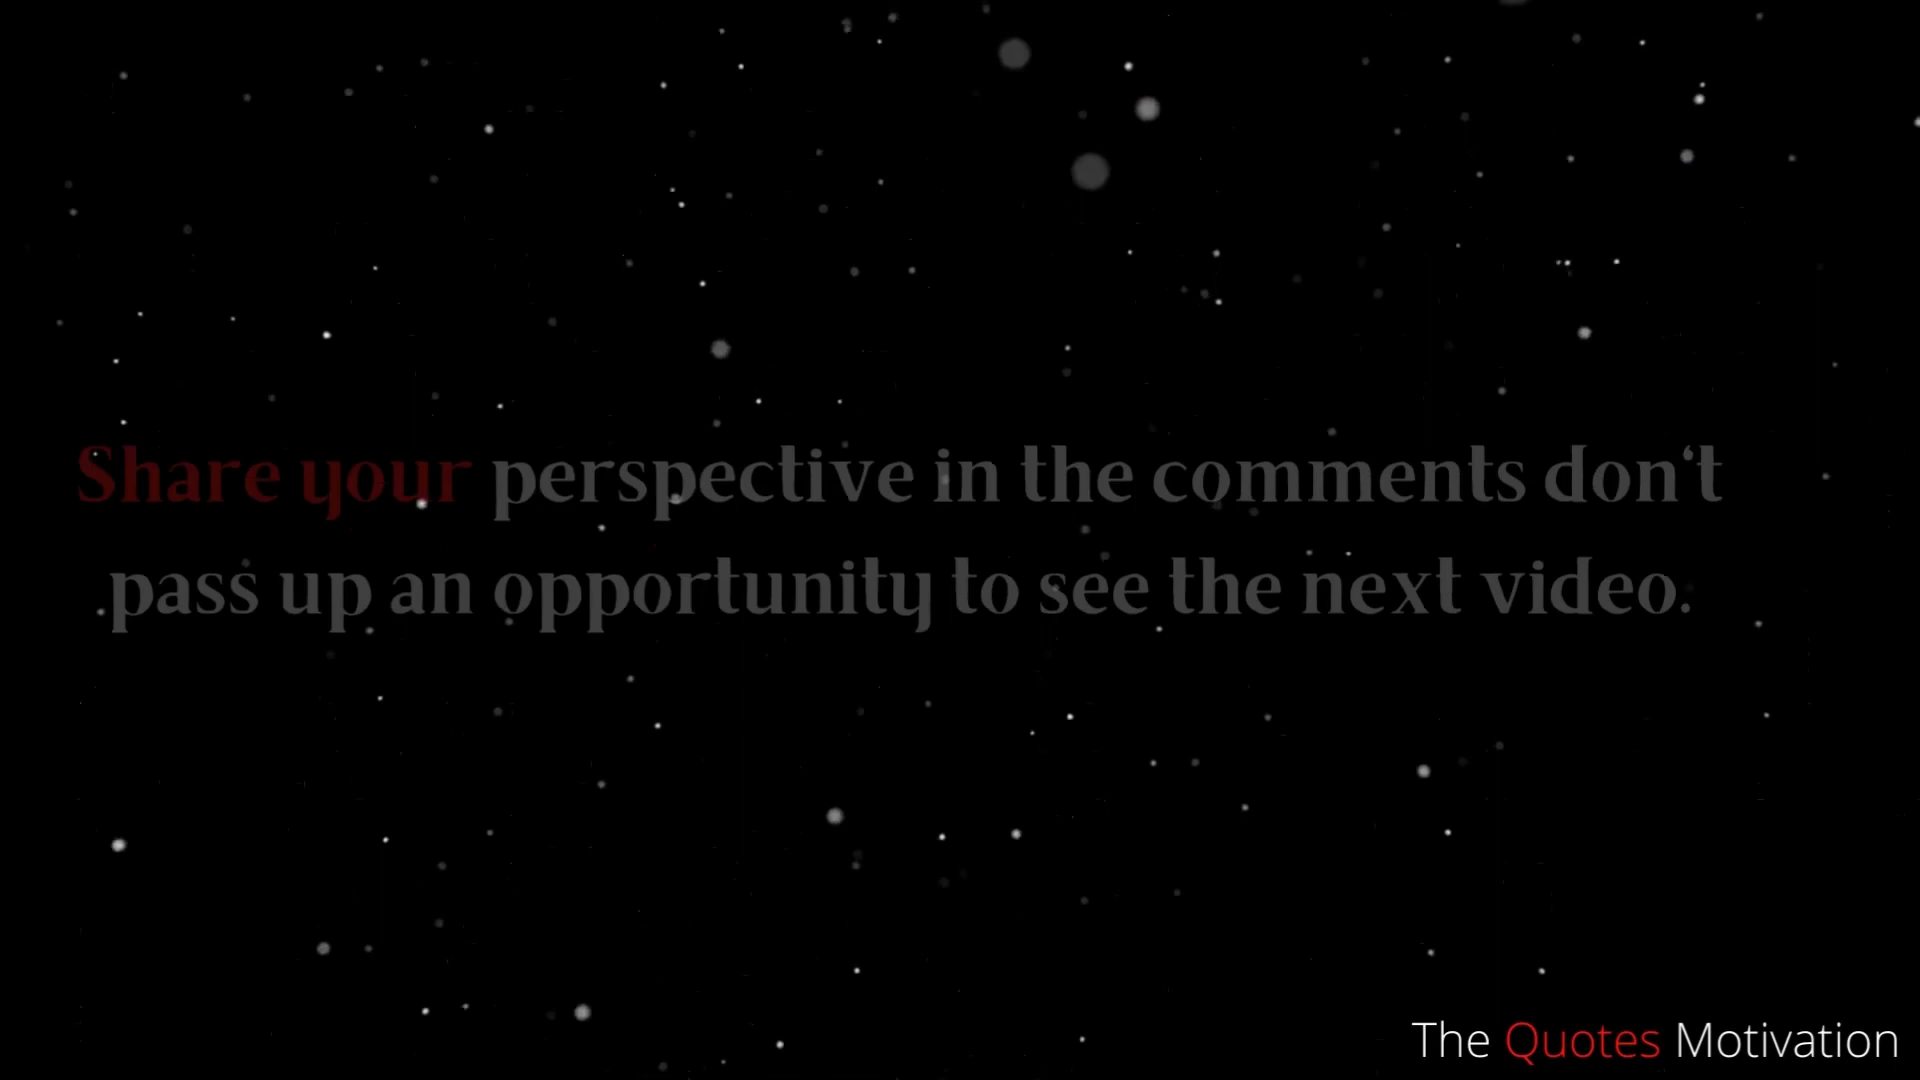 Share your perspective in the comments don't
pass up an opportunity to see the next video.
The Quotes Motivation